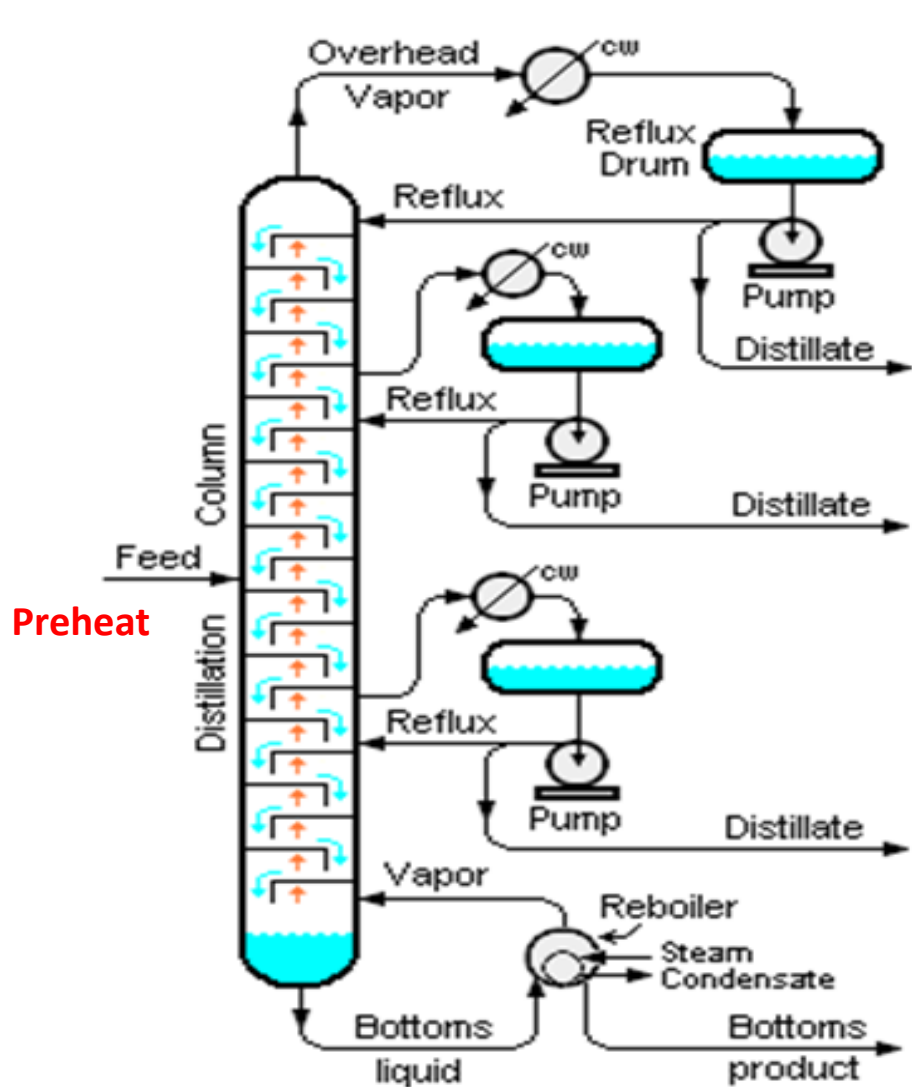 Overhead
Vapor
cw
Reflux
Drum
Reflux
Pump
Distillate
cw
Reflux
Pump
Distillate
Column
Feed
Preheat
Distillation
cw
Reflux
Pump
Distillate
Vapor
Reboiler
Steam
Condensate
Bottoms
liquid
Bottoms
product